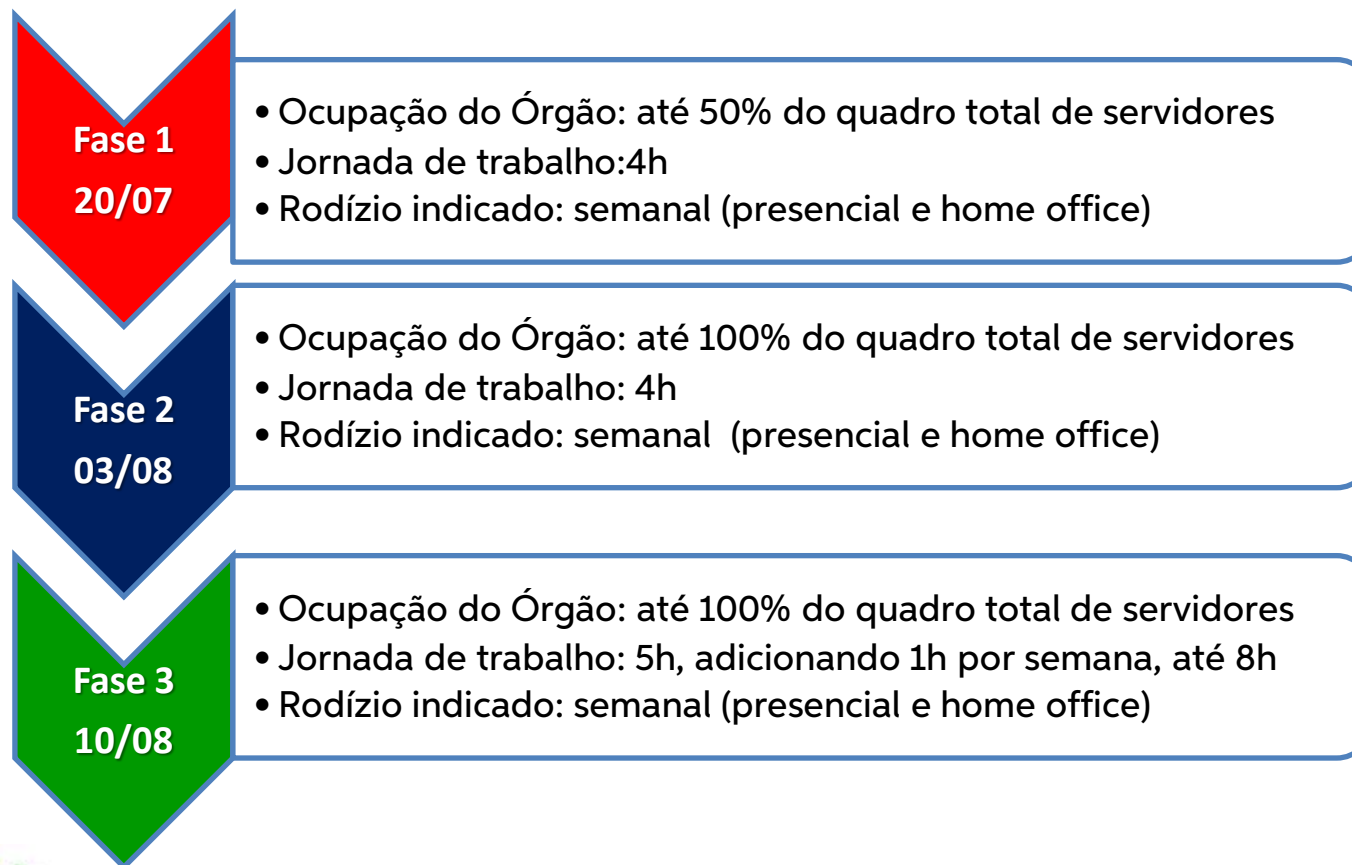 Fase 1
20/07
• Ocupação do Órgão: até 50% do quadro total de servidores
• Jornada de trabalho:4h
• Rodízio indicado: semanal (presencial e home office)
Fase 2
03/08
• Ocupação do Órgão: até 100% do quadro total de servidores
• Jornada de trabalho: 4h
• Rodízio indicado: semanal  (presencial e home office)
Fase 3
10/08
• Ocupação do Órgão: até 100% do quadro total de servidores
• Jornada de trabalho: 5h, adicionando 1h por semana, até 8h
• Rodízio indicado: semanal (presencial e home office)